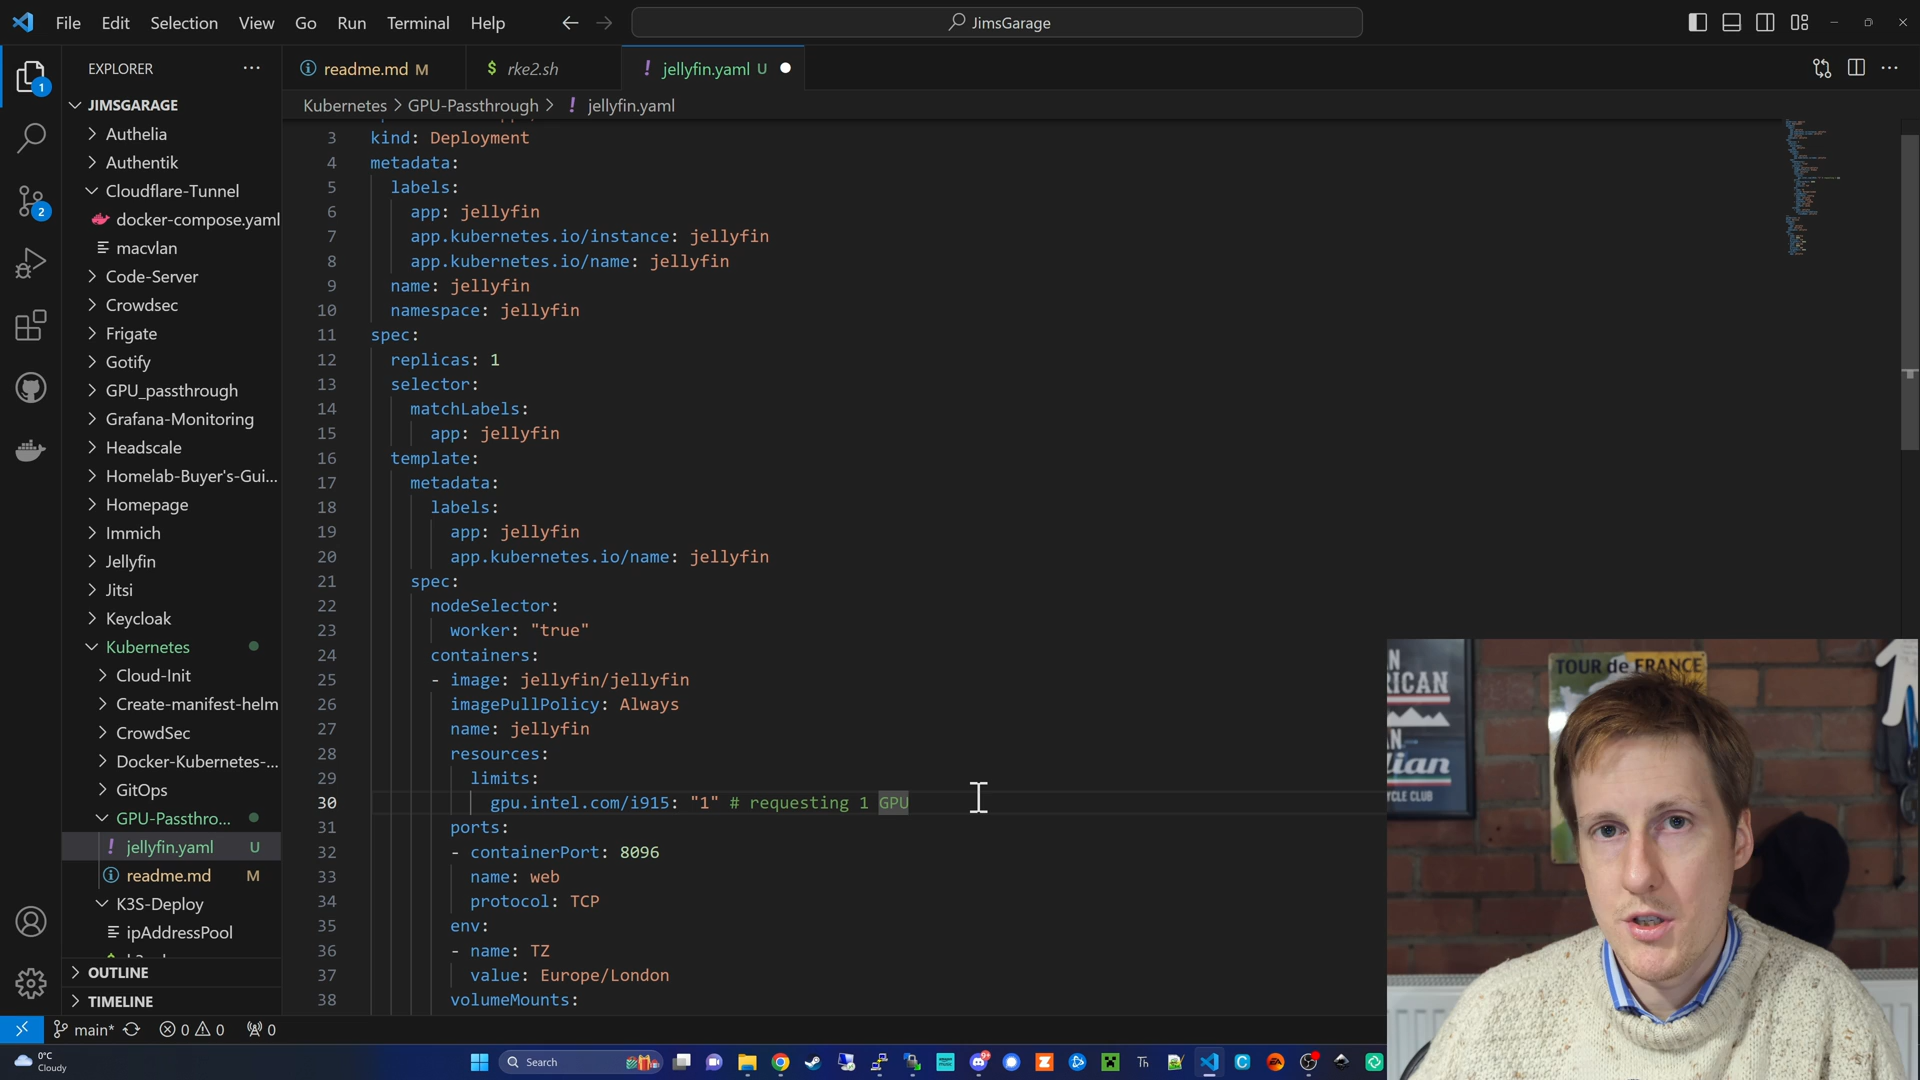 File Edit Selection View Go Run Terminal Help
JimsGarage
EXPLORER
readme.md M
rke2.sh
jellyfin.yaml U
JIMSGARAGE
Authelia
Authentik
Cloudflare-Tunnel
docker-compose.yaml
macvlan
Code-Server
Crowdsec
Frigate
Gotify
GPU_passthrough
Grafana-Monitoring
Headscale
Homelab-Buyer's-Gui...
Homepage
Immich
Jellyfin
Jitsi
Keycloak
Kubernetes
Cloud-Init
Create-manifest-helm
CrowdSec
Docker-Kubernetes-...
GitOps
GPU-Passthro...
jellyfin.yaml U
readme.md M
K3S-Deploy
ipAddressPool
OUTLINE
TIMELINE
Kubernetes > GPU-Passthrough > ! jellyfin.yaml
3 kind: Deployment
4 metadata:
5 labels:
6 app: jellyfin
7 app.kubernetes.io/instance: jellyfin
8 app.kubernetes.io/name: jellyfin
9 name: jellyfin
10 namespace: jellyfin
11 spec:
12 replicas: 1
13 selector:
14 matchLabels:
15 app: jellyfin
16 template:
17 metadata:
18 labels:
19 app: jellyfin
20 app.kubernetes.io/name: jellyfin
21 spec:
22 nodeSelector:
23 worker: "true"
24 containers:
25 - image: jellyfin/jellyfin
26 imagePullPolicy: Always
27 name: jellyfin
28 resources:
29 limits:
30 gpu.intel.com/i915: "1" # requesting 1 GPU
31 ports:
32 - containerPort: 8096
33 name: web
34 protocol: TCP
35 env:
36 - name: TZ
37 value: Europe/London
38 volumeMounts:
TOUR de FRANCE
CYCLE CLUB
main* 0 0 0
0°C
Cloudy
Search